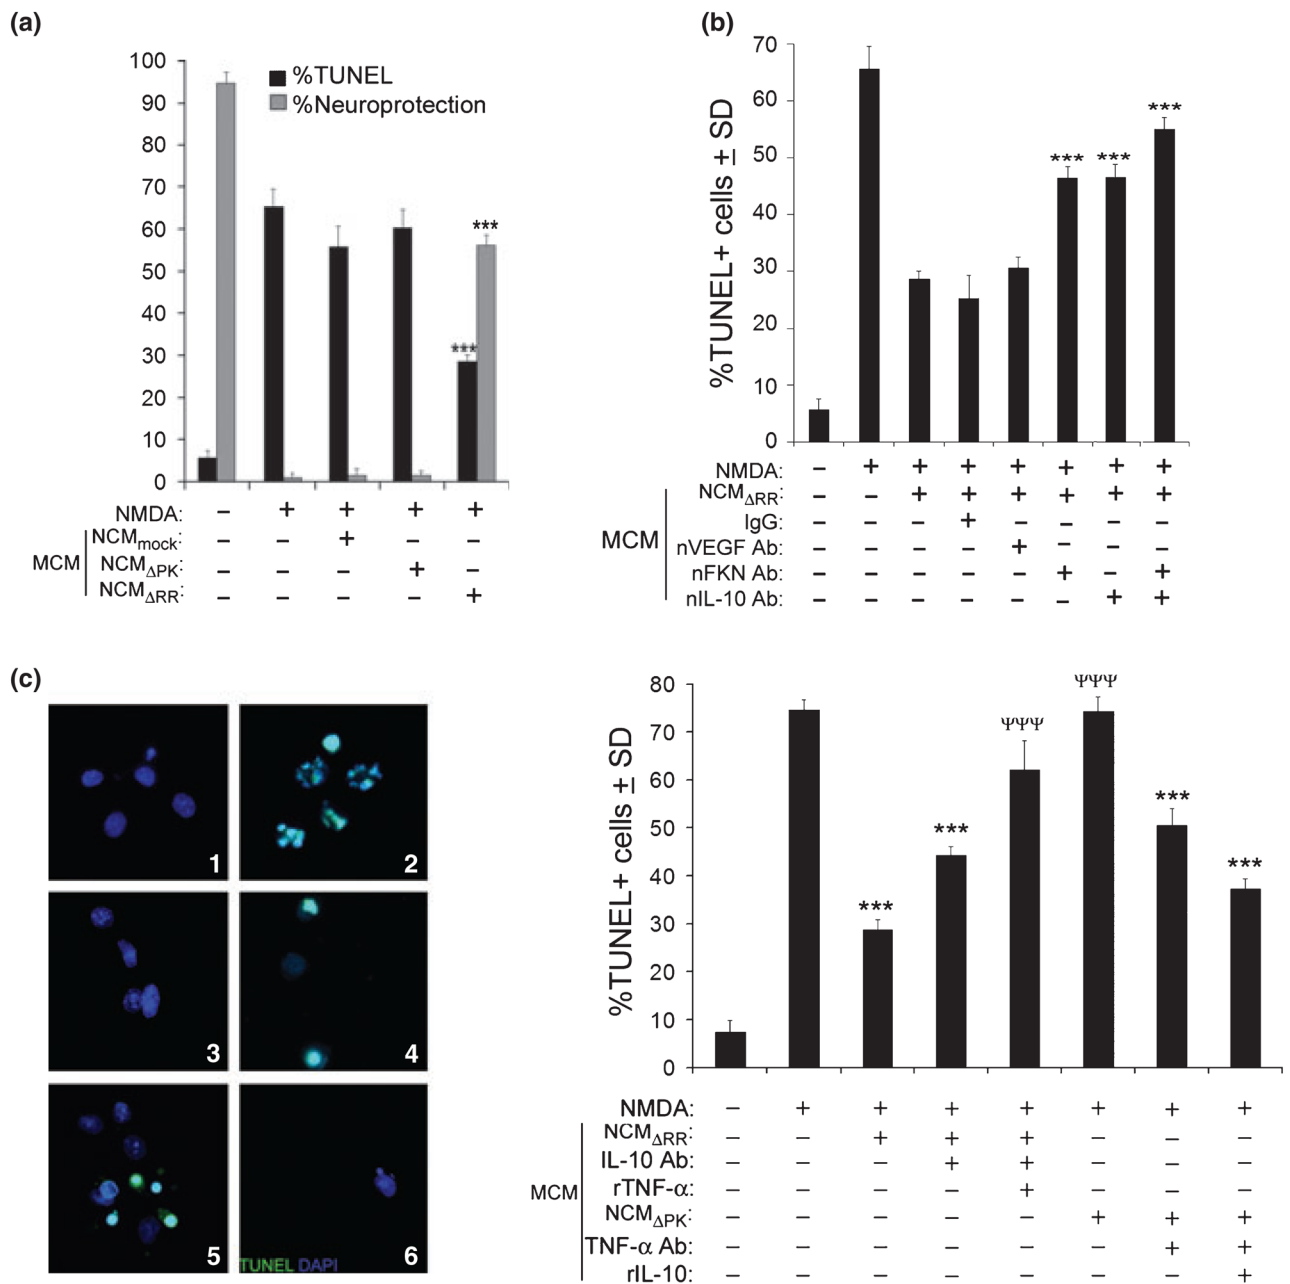 (a)
100
90
80
70
60
50
40
30
20
10
0
%TUNEL
%Neuroprotection
***
***
NMDA: – + + + +
MCM
NCMmock: – – + – –
NCMΔPK: – – – + –
NCMΔRR: – – – – +
(b)
%TUNEL+ cells ± SD
70
60
50
40
30
20
10
0
*** *** ***
NMDA: – + + + + + + +
MCM
NCMΔRR: – – + + + + + +
IgG: – – – + – – – –
nVEGF Ab: – – – – + – – –
nFKN Ab: – – – – – + – +
nIL-10 Ab: – – – – – – + +
(c)
1
2
3
4
5
6
TUNEL DAPI
%TUNEL+ cells ± SD
80
70
60
50
40
30
20
10
0
*** *** ΨΨΨ ΨΨΨ *** ***
NMDA: – + + + + + + +
MCM
NCMΔRR: – – + + + – – –
IL-10 Ab: – – – + + – – –
rTNF-α: – – – – + – – –
NCMΔPK: – – – – – + + +
TNF-α Ab: – – – – – – + +
rIL-10: – – – – – – – +